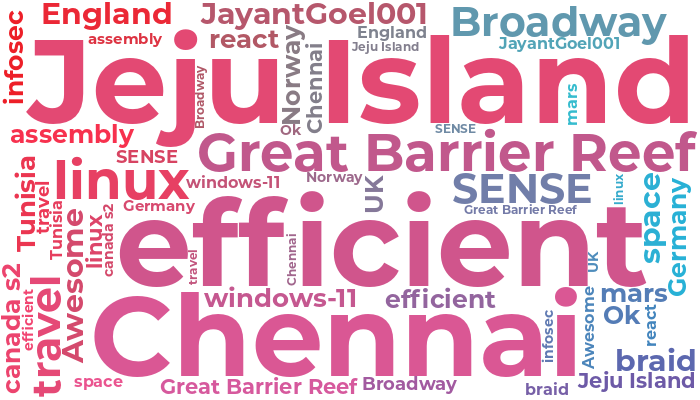 England
JayantGoel001
Broadway
infosec
assembly
react
Norway
England
Jeju Island
JayantGoel001
Jeju Island
Broadway
Chennai
mars
assembly
Ok
SENSE
SENSE
Great Barrier Reef
Tunisia
travel
linux
windows-11
Norway
UK
SENSE
linux
space
Germany
Tunisia
Awesome
linux
canada s2
Germany
Great Barrier Reef
efficient
travel
Chennai
UK
canada s2
efficient
travel
windows-11
efficient
Chennai
infosec
Awesome
mars
Ok
react
braid
space
Great Barrier Reef
Broadway
braid
Jeju Island